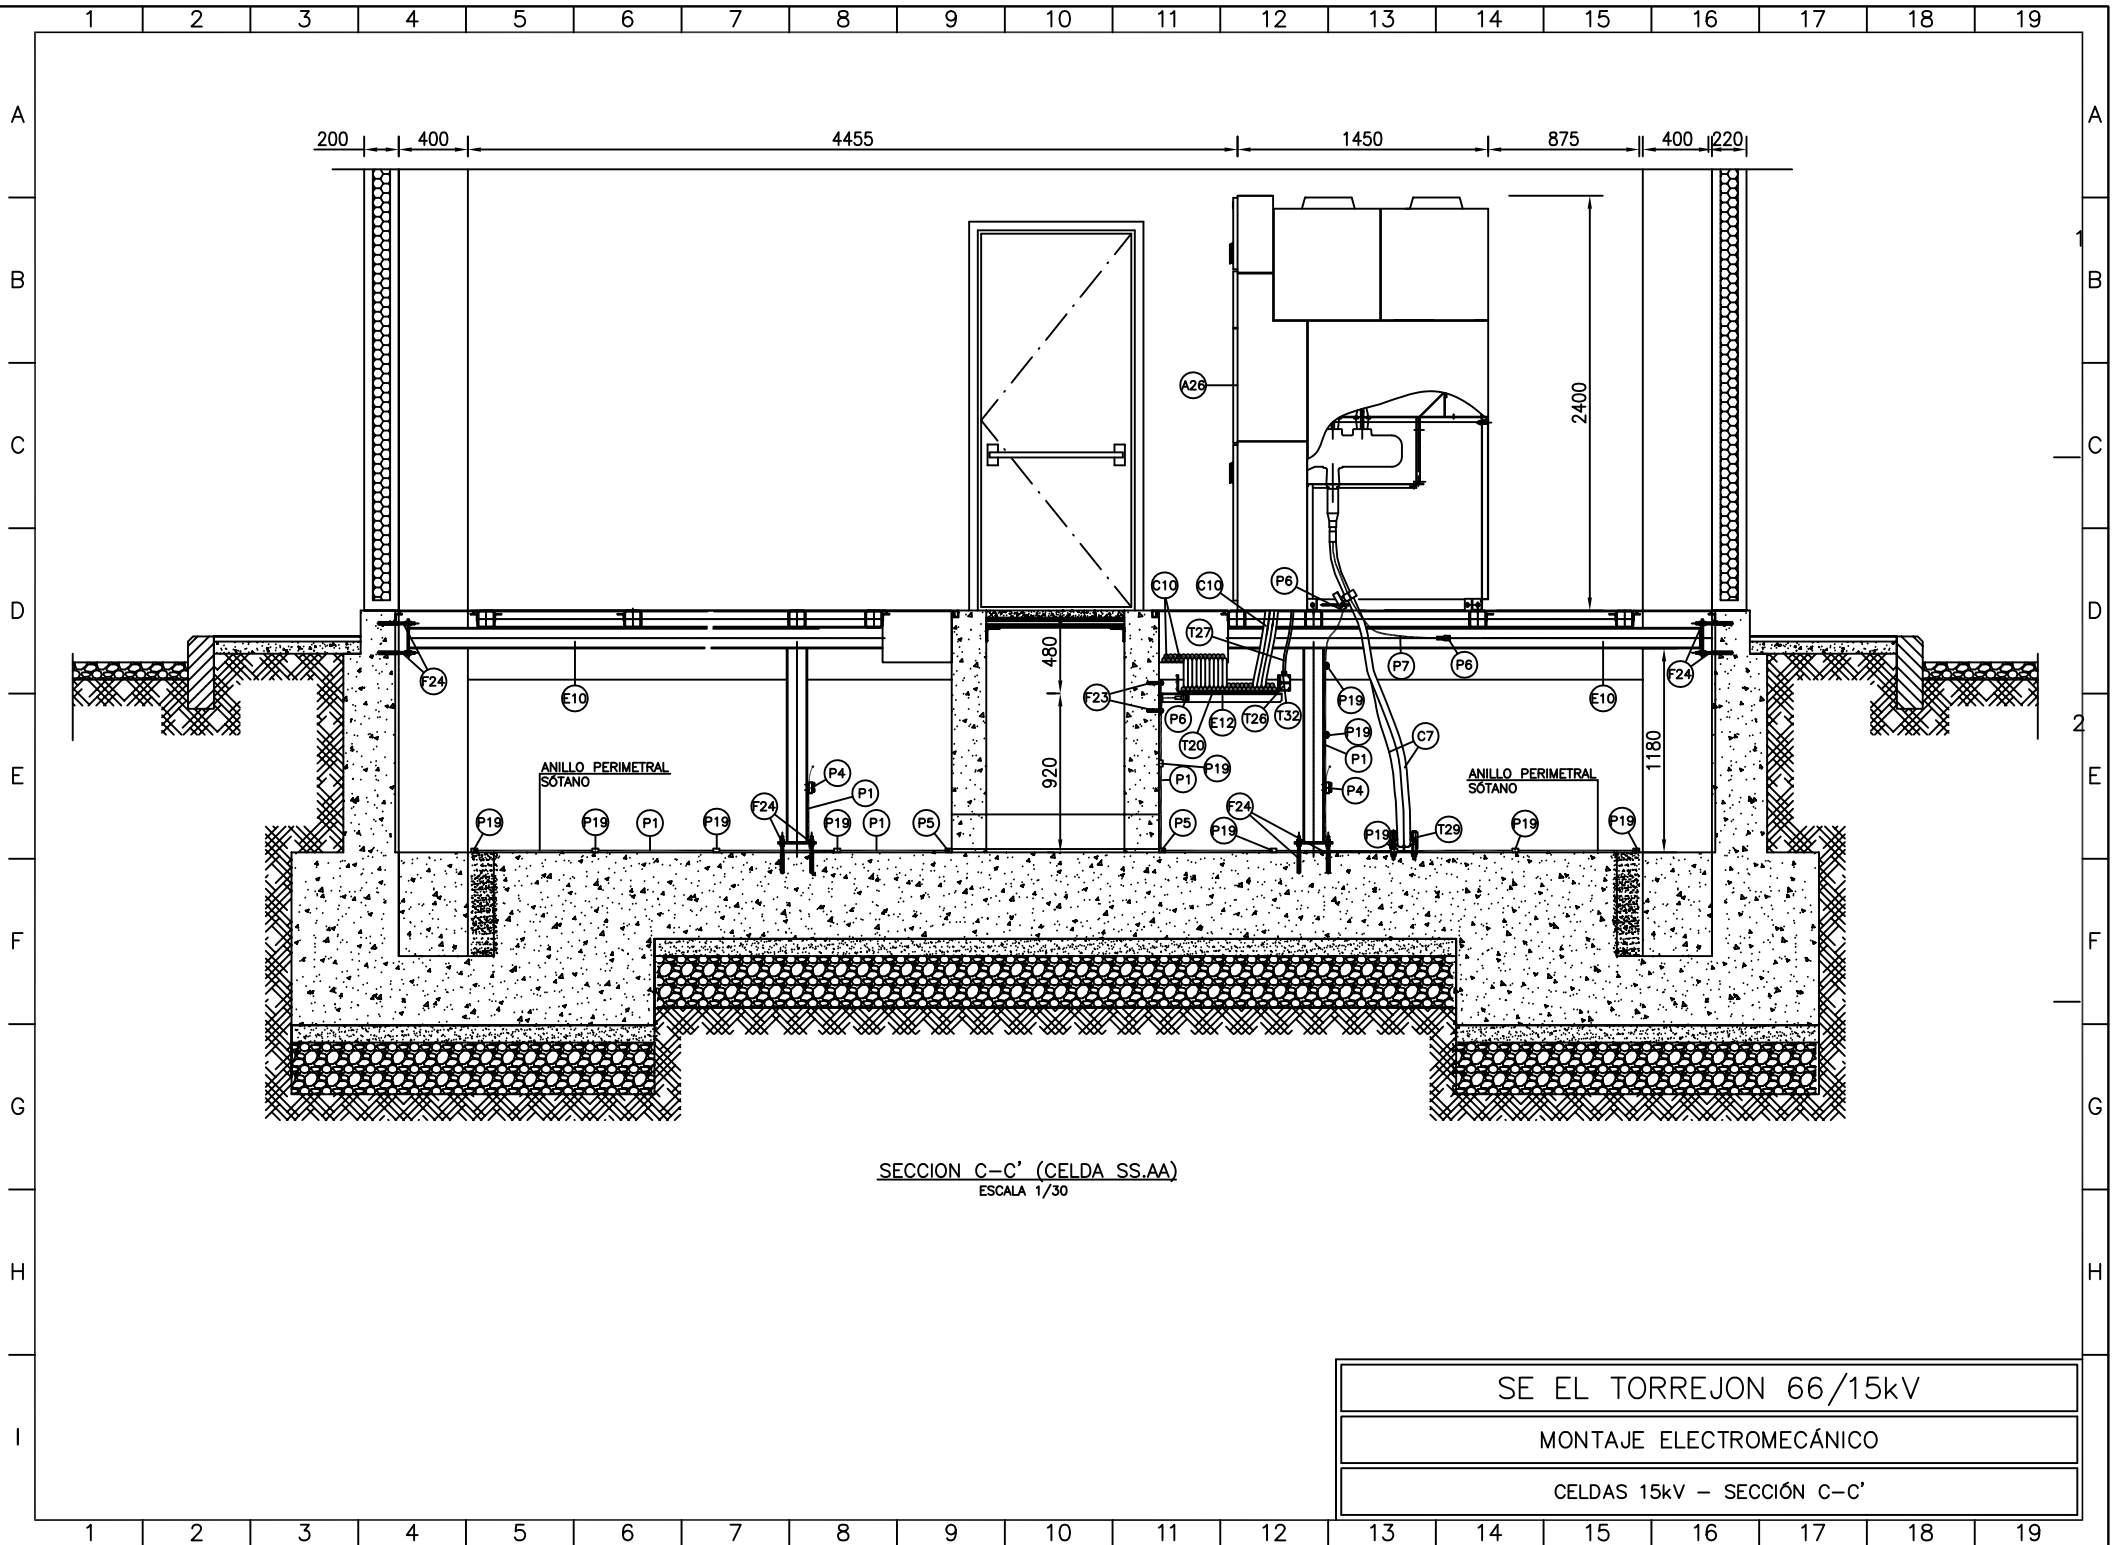 1 2 3 4 5 6 7 8 9 10 11 12 13 14 15 16 17 18 19
A A
200 400 4455 1450 875 400 220
1
B B
A26
2400
C C
C10 C10 P6
D D
T27
480
P7 P6
F24 F24
E10 P19 E10
F23 P6 E12 T26 T32
2
T20 P19 C7
1180
P19 P1
E E
ANILLO PERIMETRAL
SÓTANO
P4 P1 920 P4
ANILLO PERIMETRAL
SÓTANO
P1 F24 F24
P19 P19 P1 P19 P19 P1 P5 P5 P19 P19 T29 P19 P19
F F
G G
SECCION C-C' (CELDA SS.AA)
ESCALA 1/30
H H
SE EL TORREJON 66/15kV
I
MONTAJE ELECTROMECÁNICO
CELDAS 15kV - SECCIÓN C-C'
1 2 3 4 5 6 7 8 9 10 11 12 13 14 15 16 17 18 19